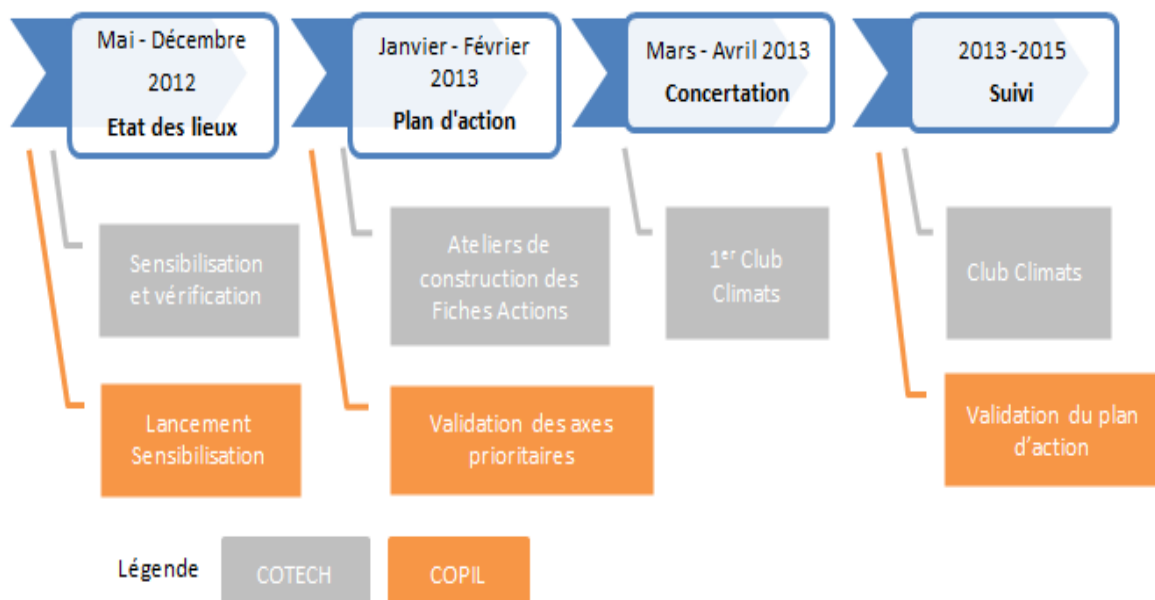 Mai - Décembre
2012
Etat des lieux
Janvier - Février
2013
Plan d'action
Mars - Avril 2013
Concertation
2013 -2015
Suivi
Sensibilisation
et vérification
Ateliers de
construction des
Fiches Actions
1er Club
Climats
Club Climats
Lancement
Sensibilisation
Validation des axes
prioritaires
Validation du plan
d’action
Légende
COTECH
COPIL